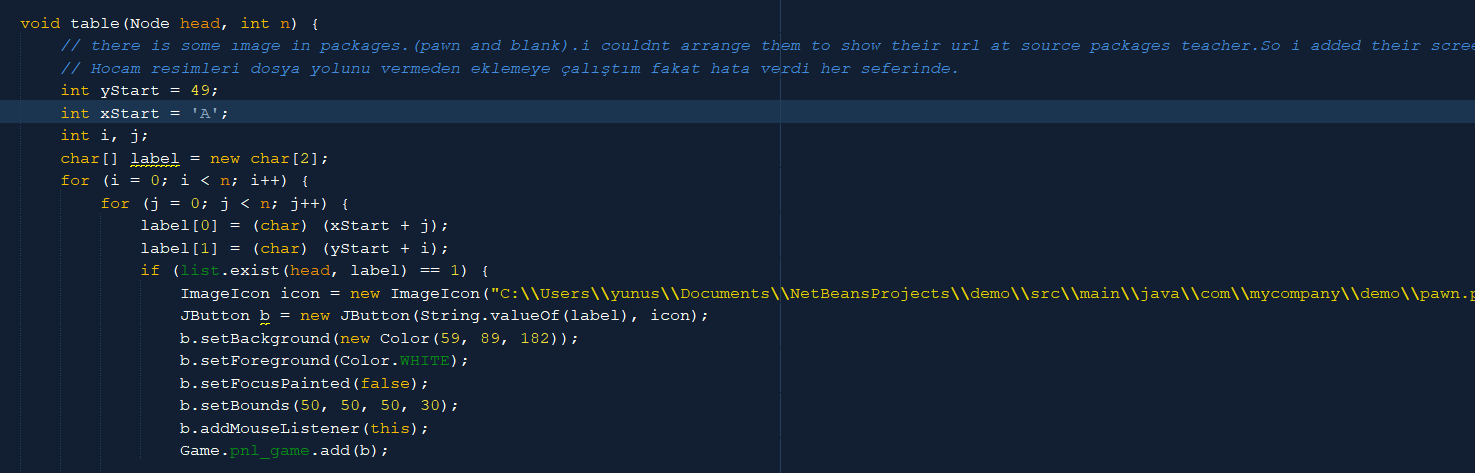 void table(Node head, int n) {
// there is some image in packages.(pawn and blank).i couldnt arrange them to show their url at source packages teacher.So i added their
// Hocam resimleri dosya yolunu vermeden eklemeye çalıştım fakat hata verdi her seferinde.
int yStart = 49;
int xStart = 'A';
int i, j;
char[] label = new char[2];
for (i = 0; i < n; i++) {
for (j = 0; j < n; j++) {
label[0] = (char) (xStart + j);
label[1] = (char) (yStart + i);
if (list.exist(head, label) == 1) {
ImageIcon icon = new ImageIcon("C:\\Users\\yunus\\Documents\\NetBeansProjects\\demo\\src\\main\\java\\com\\mycompany\\demo\\pawn.p
JButton b = new JButton(String.valueOf(label), icon);
b.setBackground(new Color(59, 89, 182));
b.setForeground(Color.WHITE);
b.setFocusPainted(false);
b.setBounds(50, 50, 50, 30);
b.addMouseListener(this);
Game.pnl_game.add(b);